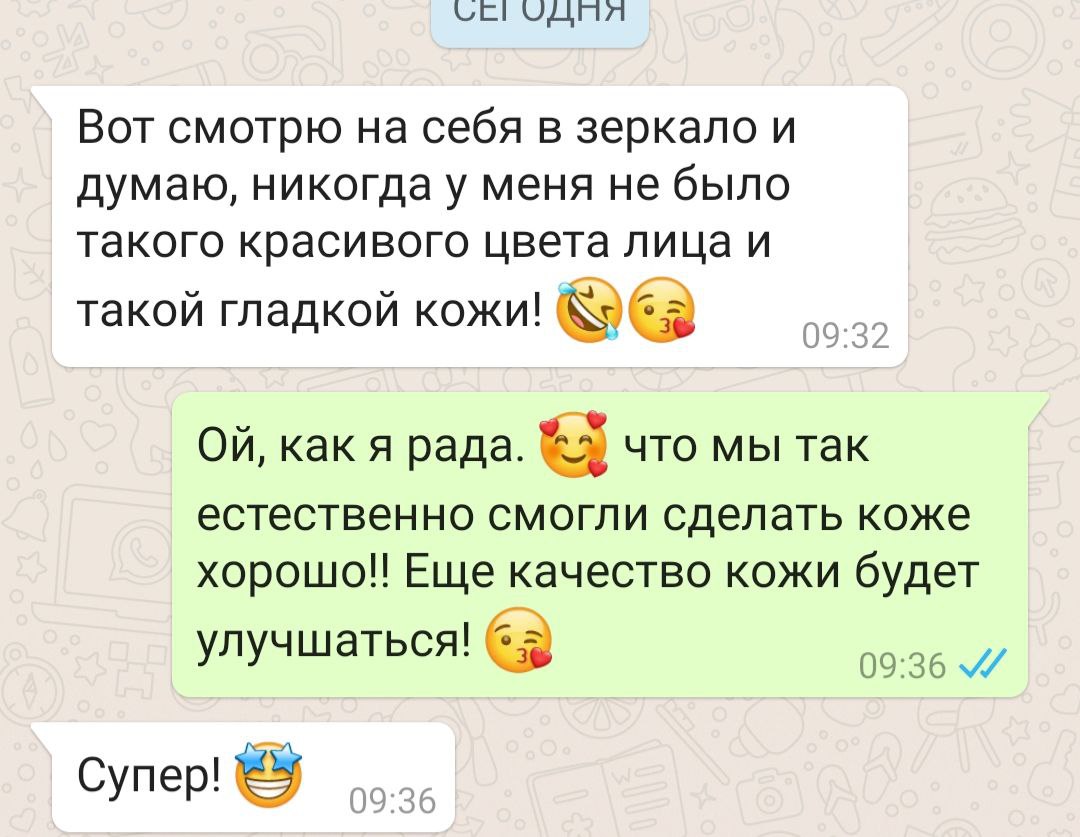 СЕГОДНЯ
Вот смотрю на себя в зеркало и
думаю, никогда у меня не было
такого красивого цвета лица и
такой гладкой кожи! 🤣😘
09:32
Ой, как я рада. 🥰 что мы так
естественно смогли сделать коже
хорошо!! Еще качество кожи будет
улучшаться! 😘
09:36
Супер! 🤩
09:36